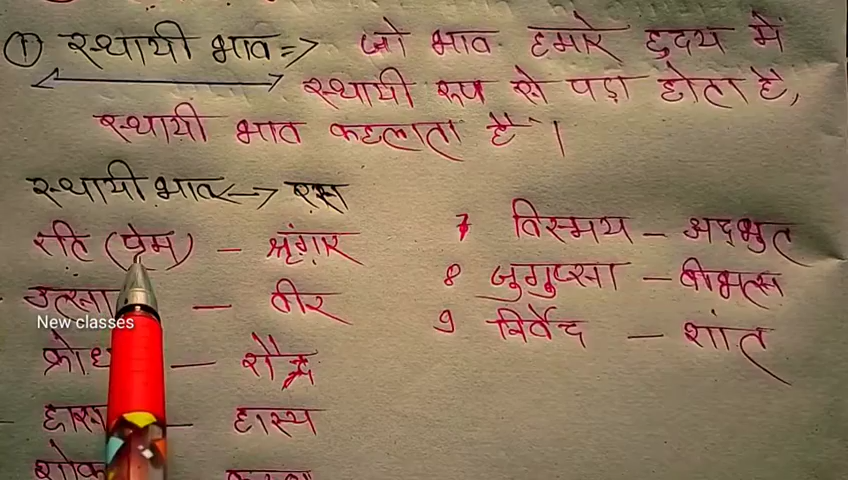 ① स्थायी भाव => जो भाव हमारे हृदय में
स्थायी रूप से पड़ा होता है,
स्थायी भाव कहलाता है।
स्थायी भाव <-> रस
रति (प्रेम) - श्रृंगार
- वीर
- रौद्र
- हास्य
शोक
7 विस्मय - अद्भुत
8 जुगुप्सा - वीभत्स
9 निर्वेद - शांत
New classes